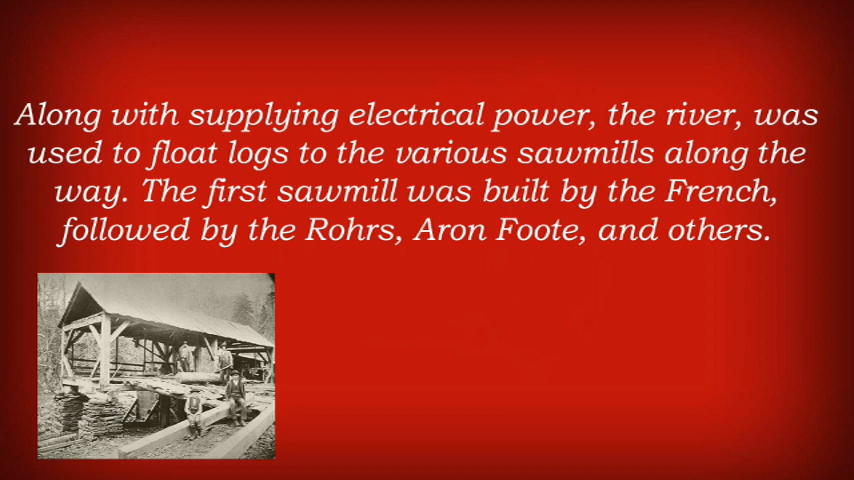 Along with supplying electrical power, the river, was
used to float logs to the various sawmills along the
way. The first sawmill was built by the French,
followed by the Rohrs, Aron Foote, and others.